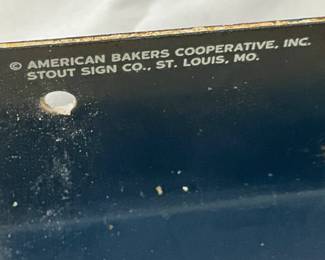 © AMERICAN BAKERS COOPERATIVE, INC.
STOUT SIGN CO., ST. LOUIS, MO.